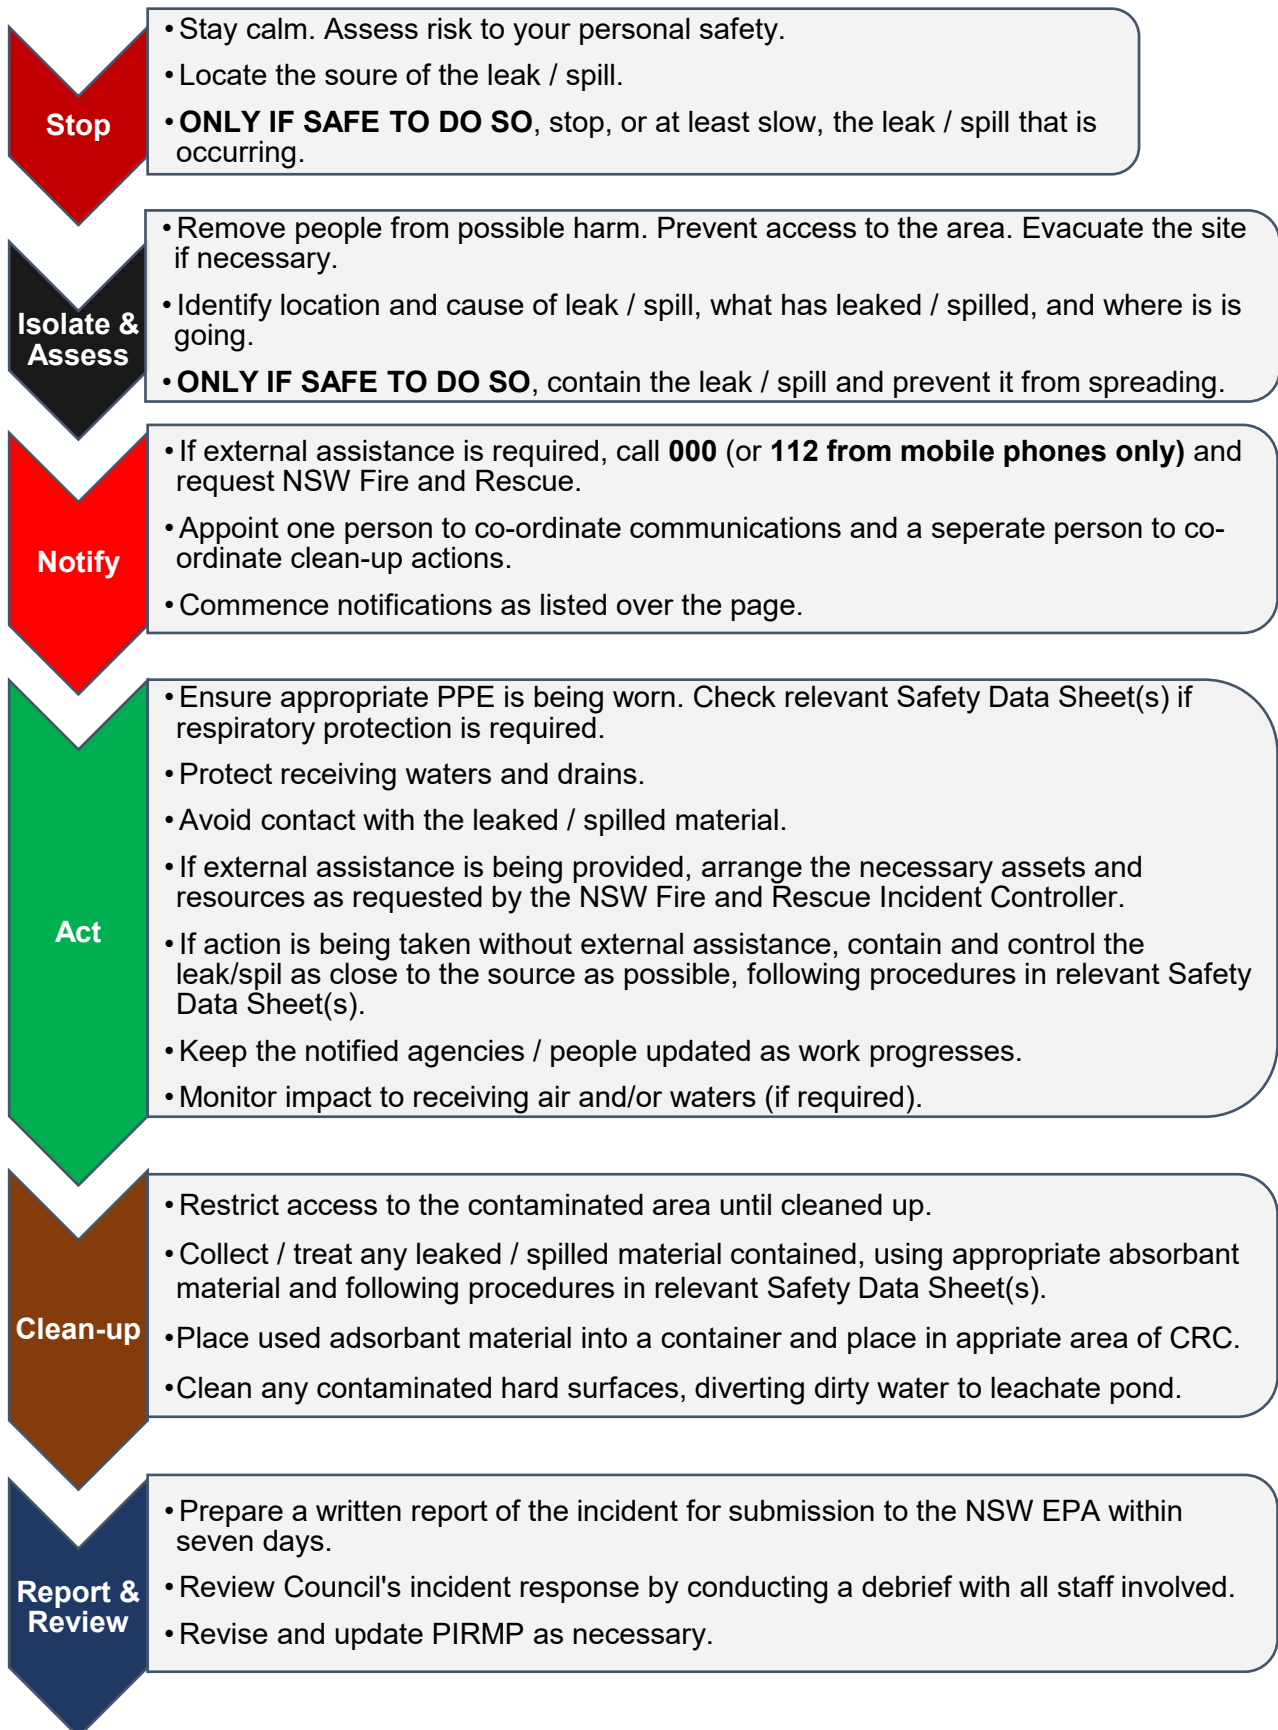 Stop
• Stay calm. Assess risk to your personal safety.
• Locate the soure of the leak / spill.
• ONLY IF SAFE TO DO SO, stop, or at least slow, the leak / spill that is
occurring.
Isolate &
Assess
• Remove people from possible harm. Prevent access to the area. Evacuate the site
if necessary.
• Identify location and cause of leak / spill, what has leaked / spilled, and where is is
going.
• ONLY IF SAFE TO DO SO, contain the leak / spill and prevent it from spreading.
Notify
• If external assistance is required, call 000 (or 112 from mobile phones only) and
request NSW Fire and Rescue.
• Appoint one person to co-ordinate communications and a seperate person to co-
ordinate clean-up actions.
• Commence notifications as listed over the page.
Act
• Ensure appropriate PPE is being worn. Check relevant Safety Data Sheet(s) if
respiratory protection is required.
• Protect receiving waters and drains.
• Avoid contact with the leaked / spilled material.
• If external assistance is being provided, arrange the necessary assets and
resources as requested by the NSW Fire and Rescue Incident Controller.
• If action is being taken without external assistance, contain and control the
leak/spil as close to the source as possible, following procedures in relevant Safety
Data Sheet(s).
• Keep the notified agencies / people updated as work progresses.
• Monitor impact to receiving air and/or waters (if required).
Clean-up
• Restrict access to the contaminated area until cleaned up.
• Collect / treat any leaked / spilled material contained, using appropriate absorbant
material and following procedures in relevant Safety Data Sheet(s).
• Place used adsorbant material into a container and place in appriate area of CRC.
• Clean any contaminated hard surfaces, diverting dirty water to leachate pond.
Report &
Review
• Prepare a written report of the incident for submission to the NSW EPA within
seven days.
• Review Council's incident response by conducting a debrief with all staff involved.
• Revise and update PIRMP as necessary.